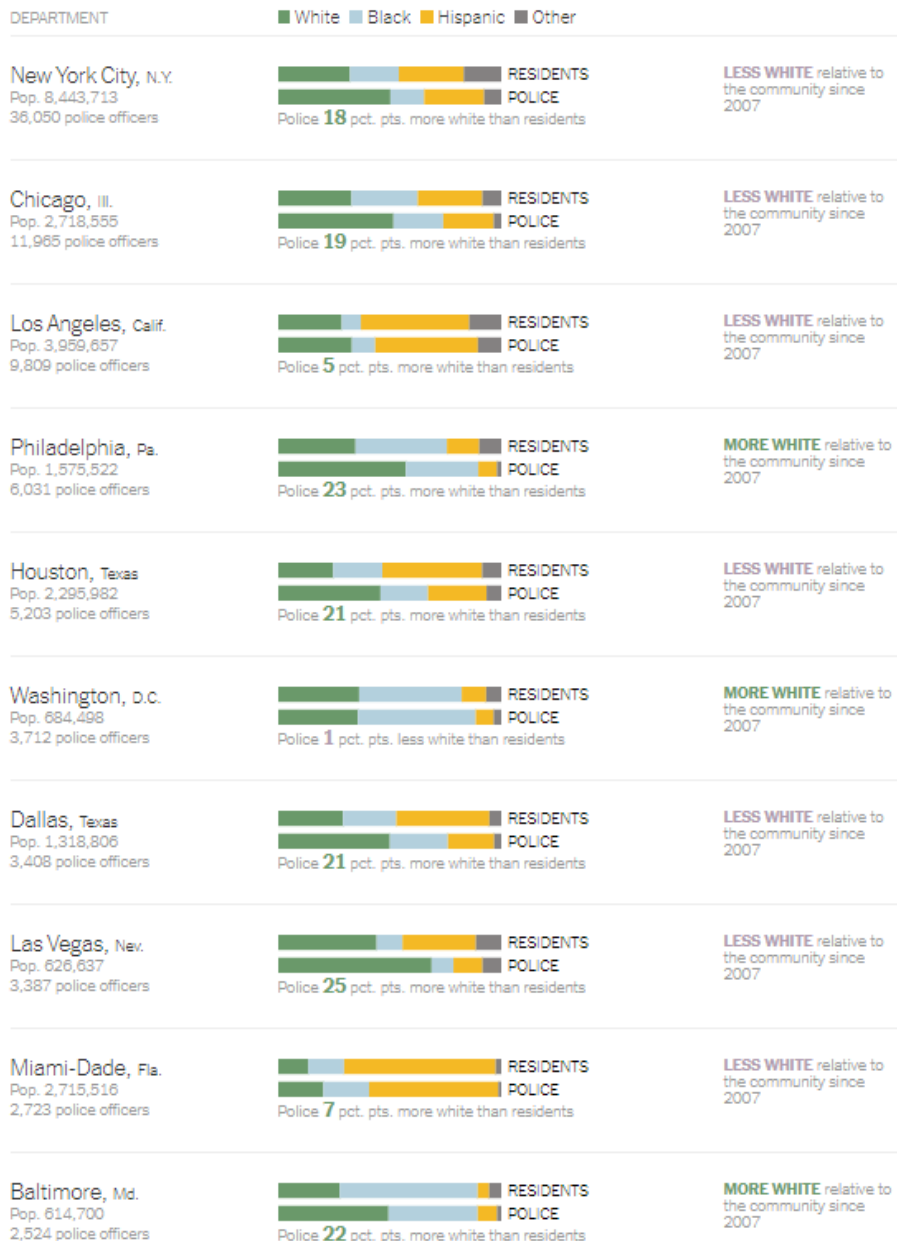 DEPARTMENT
White Black Hispanic Other
New York City, N.Y.
Pop. 8,443,713
36,050 police officers
RESIDENTS
POLICE
Police 18 pct. pts. more white than residents
LESS WHITE relative to
the community since
2007
Chicago, Ill.
Pop. 2,718,555
11,965 police officers
RESIDENTS
POLICE
Police 19 pct. pts. more white than residents
LESS WHITE relative to
the community since
2007
Los Angeles, Calif.
Pop. 3,959,657
9,809 police officers
RESIDENTS
POLICE
Police 5 pct. pts. more white than residents
LESS WHITE relative to
the community since
2007
Philadelphia, Pa.
Pop. 1,575,522
6,031 police officers
RESIDENTS
POLICE
Police 23 pct. pts. more white than residents
MORE WHITE relative to
the community since
2007
Houston, Texas
Pop. 2,295,982
5,203 police officers
RESIDENTS
POLICE
Police 21 pct. pts. more white than residents
LESS WHITE relative to
the community since
2007
Washington, D.C.
Pop. 684,498
3,712 police officers
RESIDENTS
POLICE
Police 1 pct. pts. less white than residents
MORE WHITE relative to
the community since
2007
Dallas, Texas
Pop. 1,318,806
3,408 police officers
RESIDENTS
POLICE
Police 21 pct. pts. more white than residents
LESS WHITE relative to
the community since
2007
Las Vegas, Nev.
Pop. 626,637
3,387 police officers
RESIDENTS
POLICE
Police 25 pct. pts. more white than residents
LESS WHITE relative to
the community since
2007
Miami-Dade, Fla.
Pop. 2,715,516
2,723 police officers
RESIDENTS
POLICE
Police 7 pct. pts. more white than residents
LESS WHITE relative to
the community since
2007
Baltimore, Md.
Pop. 614,700
2,524 police officers
RESIDENTS
POLICE
Police 22 pct. pts. more white than residents
MORE WHITE relative to
the community since
2007